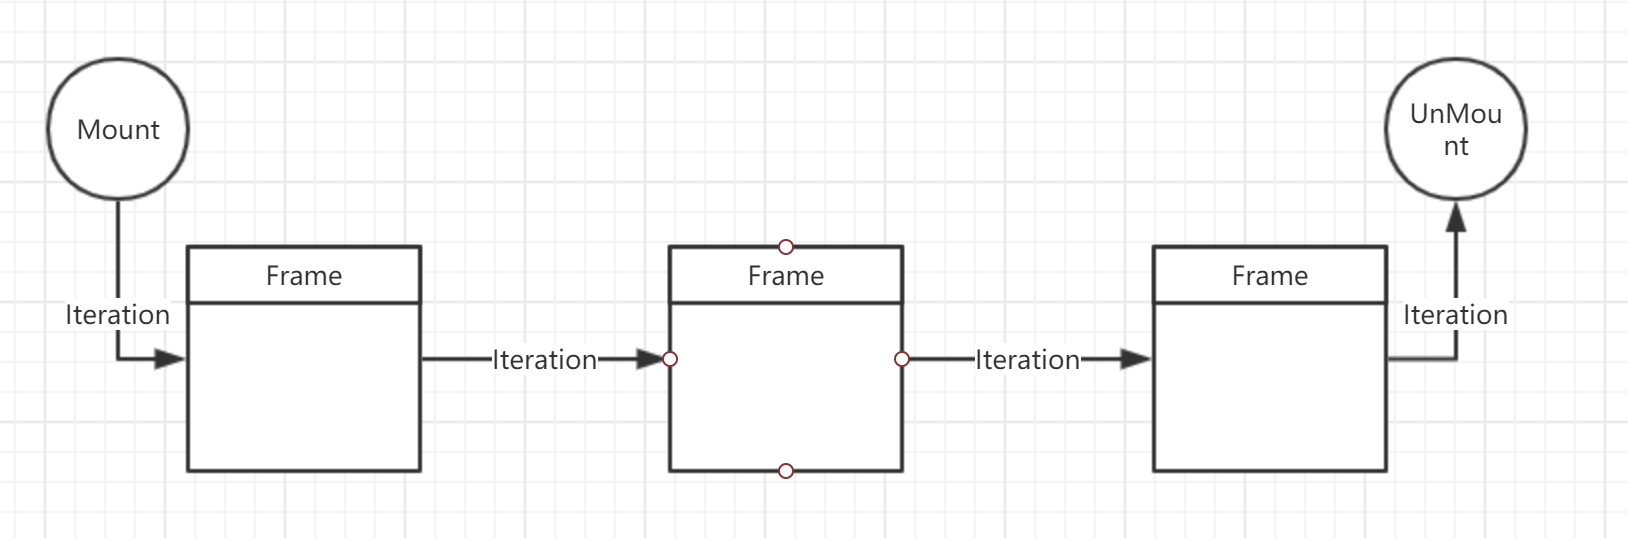 Mount
UnMou
nt
Frame
Frame
Frame
Iteration
Iteration
Iteration
Iteration